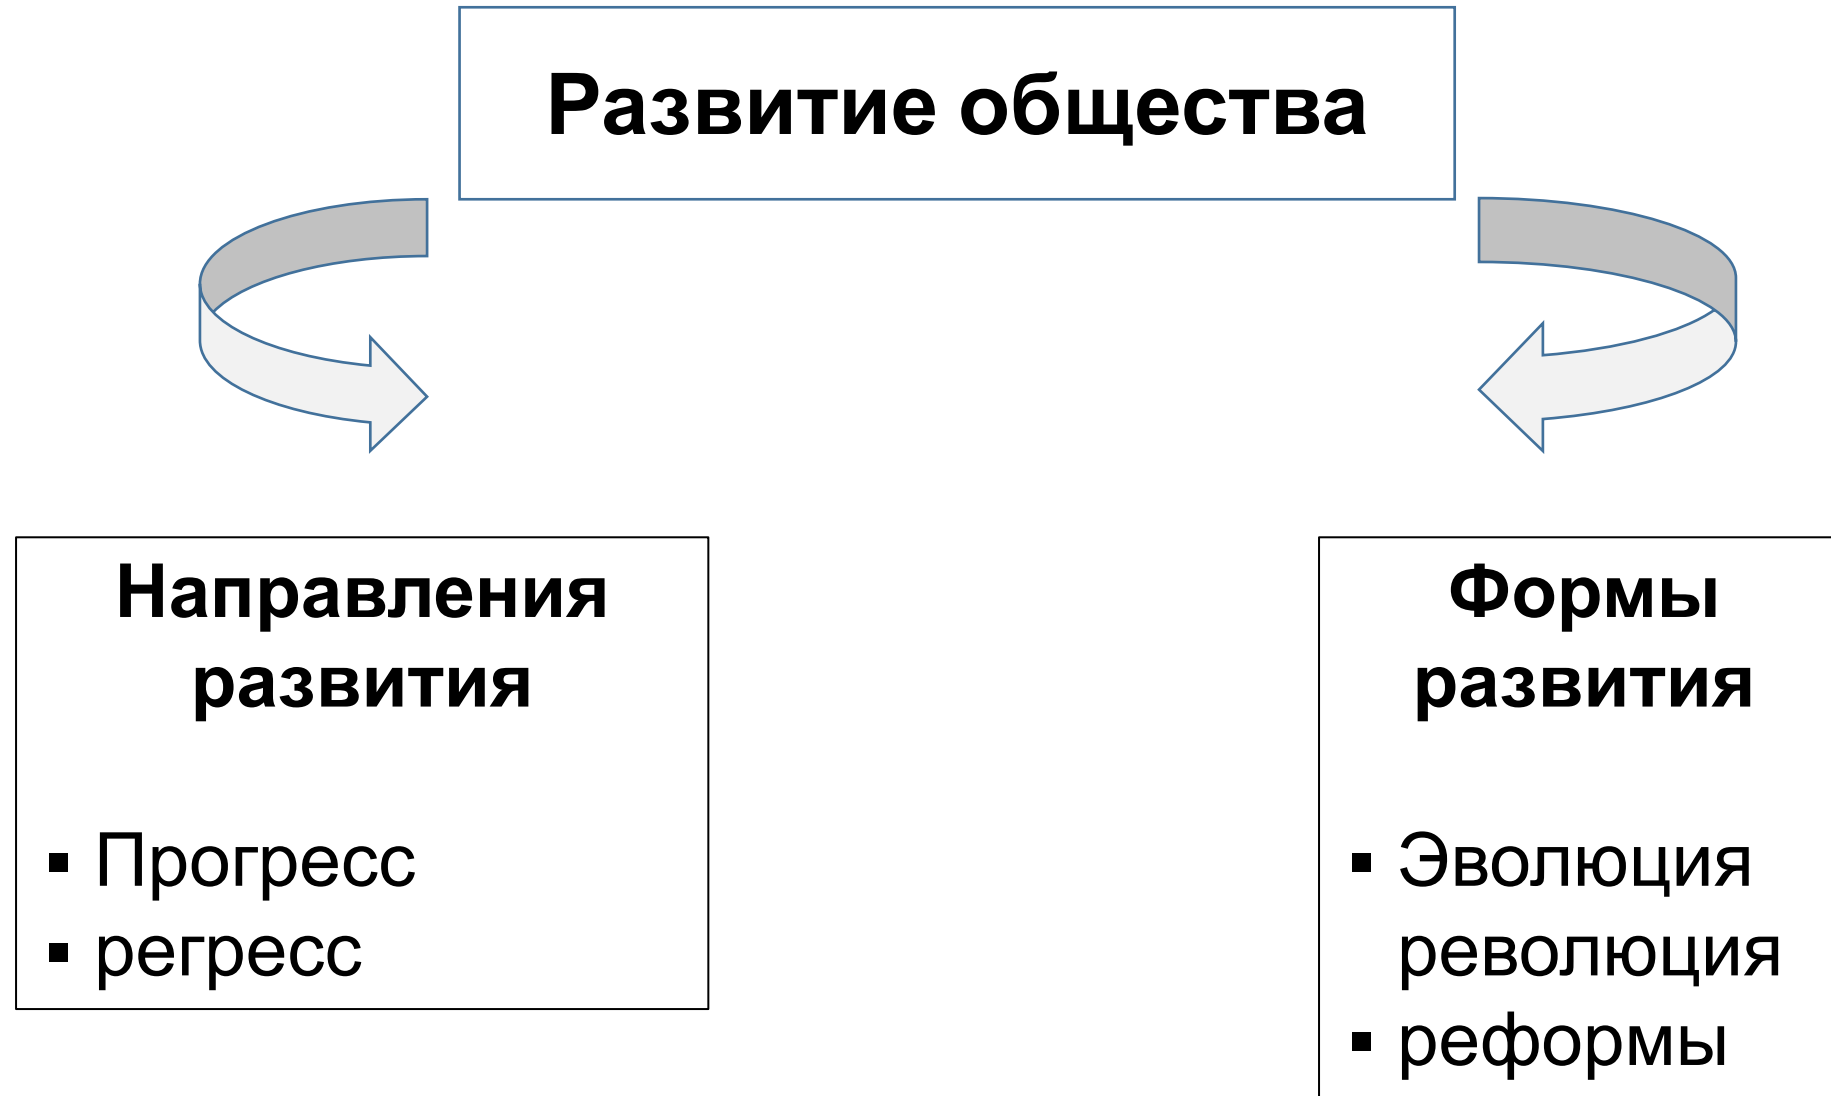 Развитие общества
Направления
развития
▪ Прогресс
▪ регресс
Формы
развития
▪ Эволюция
революция
▪ реформы